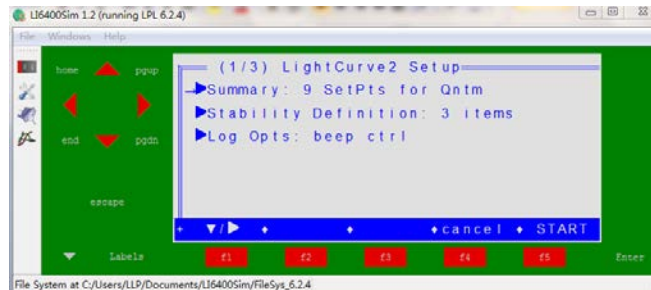 LI6400Sim 1.2 (running LPL 6.2.4)
File Windows Help
home pgup
end pgdn
escape
Labels
(1/3) LightCurve2 Setup
Summary: 9 SetPts for Qntm
Stability Definition: 3 items
Log Opts: beep ctrl
+ ▼/▶ ♦ ♦ ♦cancel ♦ START
f1 f2 f3 f4 f5 Enter
File System at C:/Users/LLP/Documents/LI6400Sim/FileSys_6.2.4